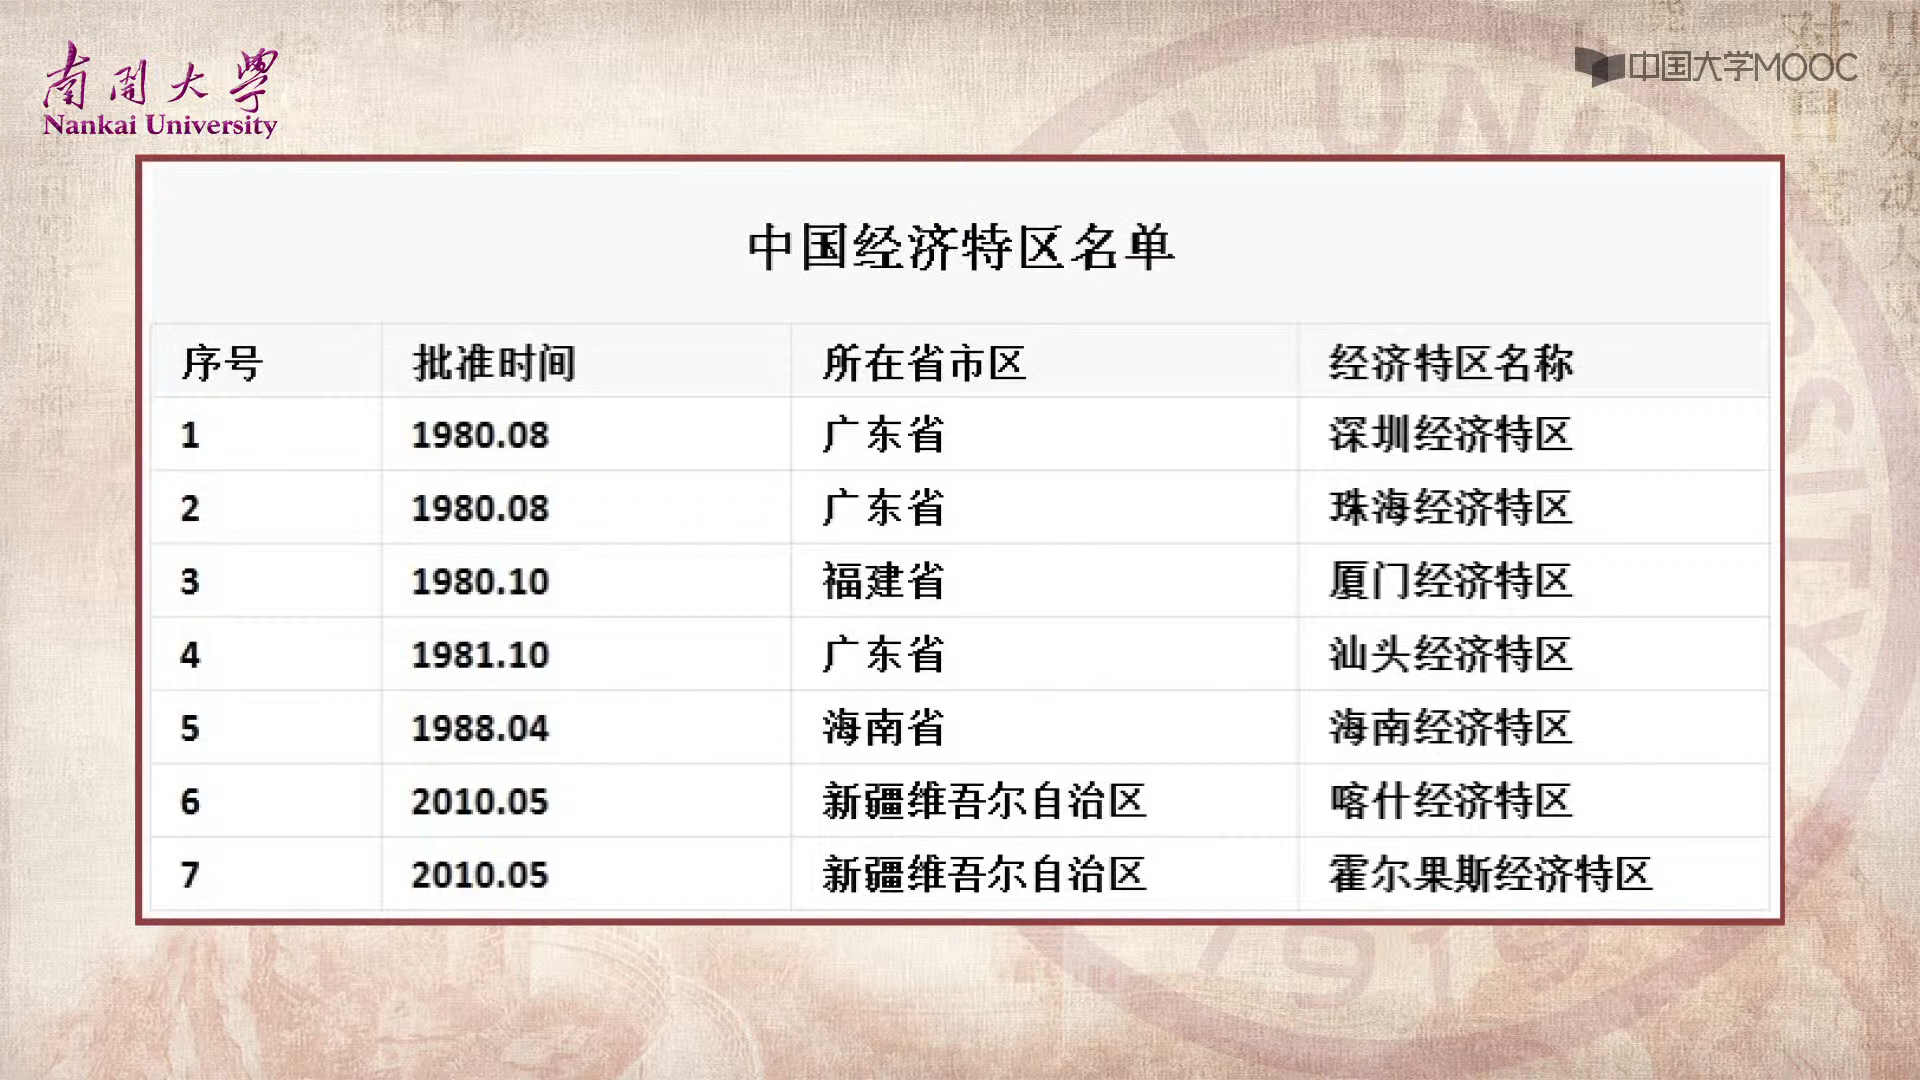 南开大学
Nankai University
中国大学MOOC
中国经济特区名单
序号 批准时间 所在省市区 经济特区名称
1 1980.08 广东省 深圳经济特区
2 1980.08 广东省 珠海经济特区
3 1980.10 福建省 厦门经济特区
4 1981.10 广东省 汕头经济特区
5 1988.04 海南省 海南经济特区
6 2010.05 新疆维吾尔自治区 喀什经济特区
7 2010.05 新疆维吾尔自治区 霍尔果斯经济特区